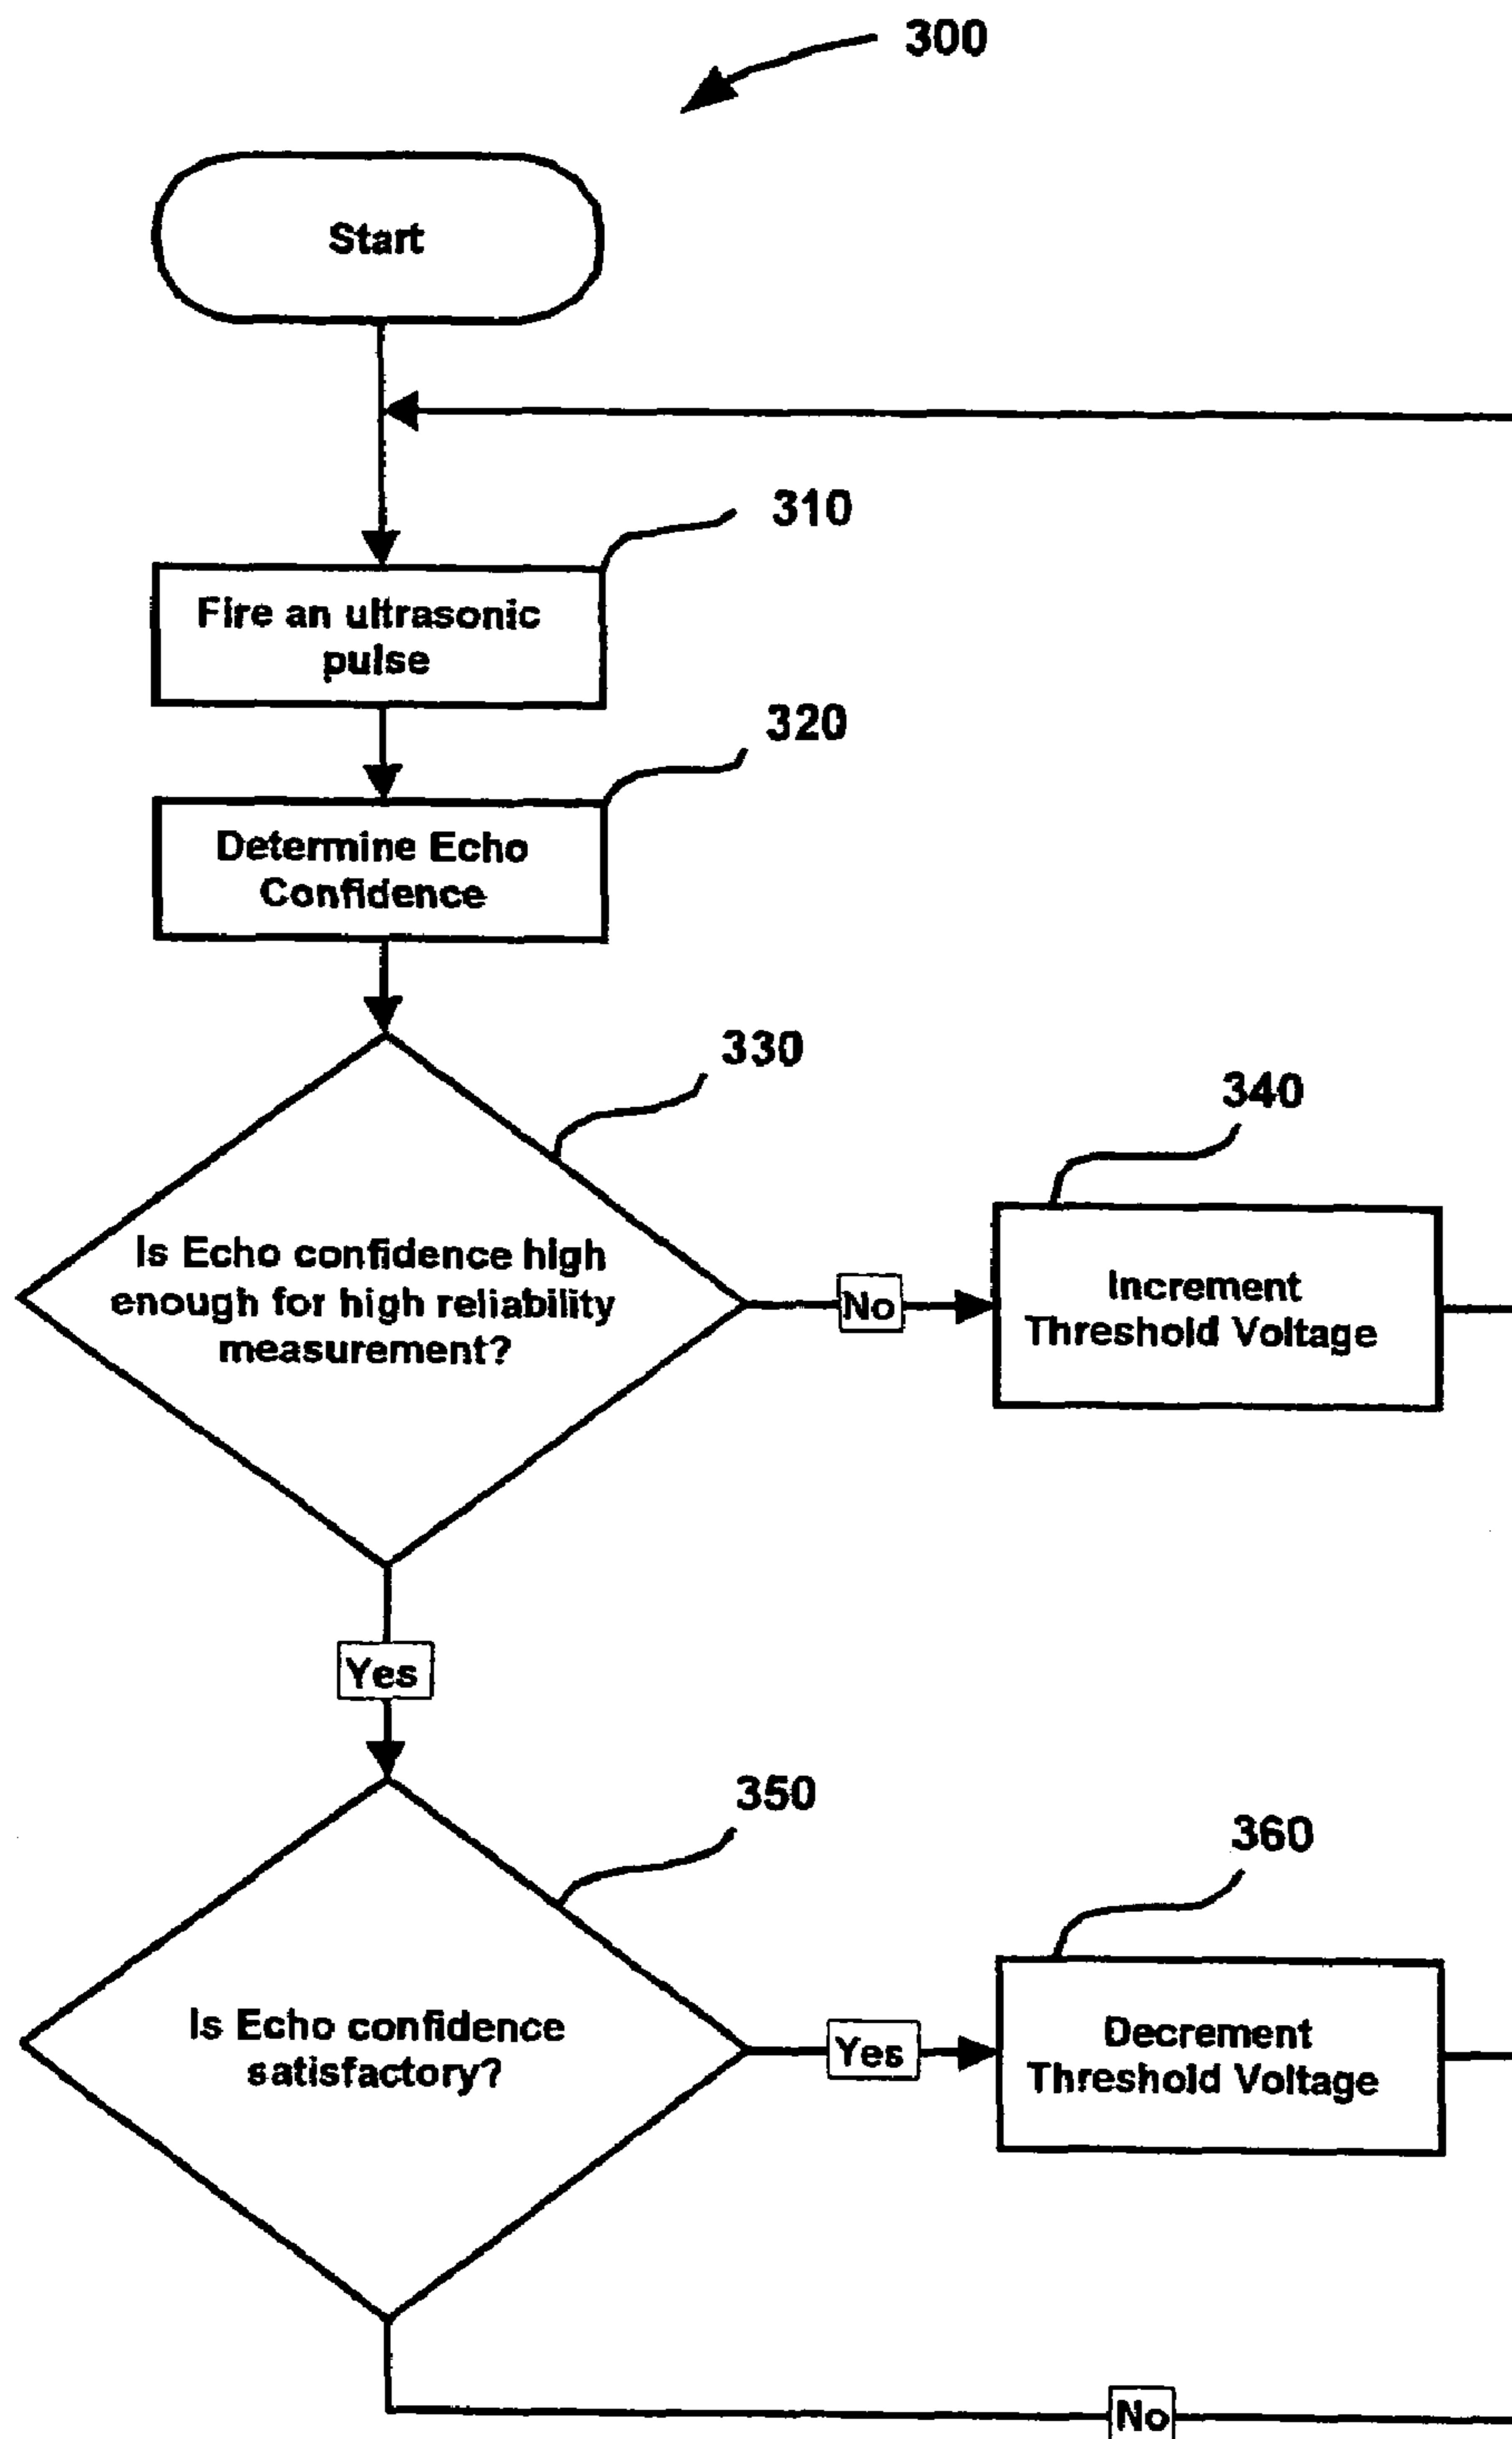 300
Start
310
Fire an ultrasonic
pulse
320
Determine Echo
Confidence
330
340
Is Echo confidence high
enough for high reliability
measurement?
No
Increment
Threshold Voltage
Yes
350
360
Is Echo confidence
satisfactory?
Yes
Decrement
Threshold Voltage
No